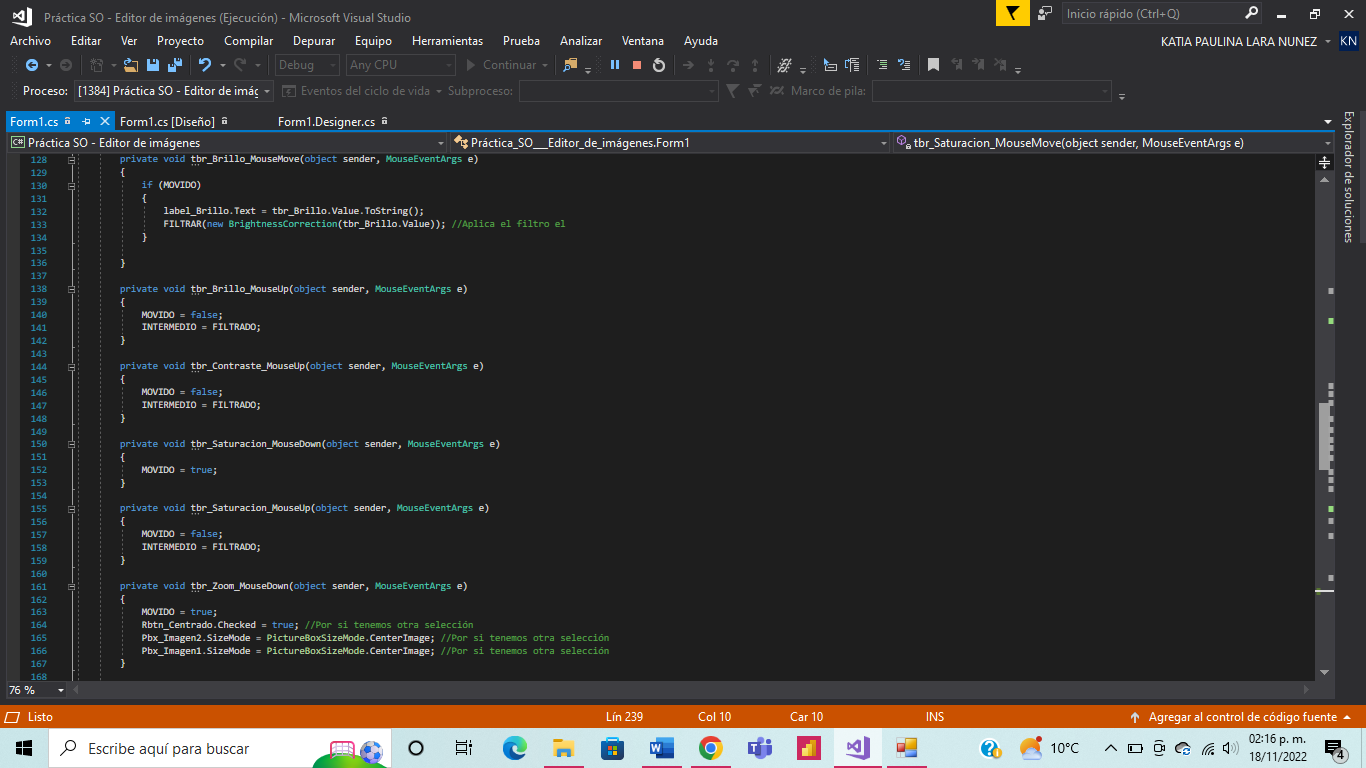 Práctica SO - Editor de imágenes (Ejecución) - Microsoft Visual Studio
Inicio rápido (Ctrl+Q)
Archivo Editar Ver Proyecto Compilar Depurar Equipo Herramientas Prueba Analizar Ventana Ayuda
KATIA PAULINA LARA NUNEZ KN
Debug Any CPU Continuar
Proceso: [1384] Práctica SO - Editor de imág Eventos del ciclo de vida Subproceso: Marco de pila:
Form1.cs Form1.cs [Diseño] Form1.Designer.cs
Explorador de soluciones
C# Práctica SO - Editor de imágenes Práctica_SO___Editor_de_imágenes.Form1 tbr_Saturacion_MouseMove(object sender, MouseEventArgs e)
128 private void tbr_Brillo_MouseMove(object sender, MouseEventArgs e)
129 {
130 if (MOVIDO)
131 {
132 label_Brillo.Text = tbr_Brillo.Value.ToString();
133 FILTRAR(new BrightnessCorrection(tbr_Brillo.Value)); //Aplica el filtro el
134 }
135
136 }
137
138 private void tbr_Brillo_MouseUp(object sender, MouseEventArgs e)
139 {
140 MOVIDO = false;
141 INTERMEDIO = FILTRADO;
142 }
143
144 private void tbr_Contraste_MouseUp(object sender, MouseEventArgs e)
145 {
146 MOVIDO = false;
147 INTERMEDIO = FILTRADO;
148 }
149
150 private void tbr_Saturacion_MouseDown(object sender, MouseEventArgs e)
151 {
152 MOVIDO = true;
153 }
154
155 private void tbr_Saturacion_MouseUp(object sender, MouseEventArgs e)
156 {
157 MOVIDO = false;
158 INTERMEDIO = FILTRADO;
159 }
160
161 private void tbr_Zoom_MouseDown(object sender, MouseEventArgs e)
162 {
163 MOVIDO = true;
164 Rbtn_Centrado.Checked = true; //Por si tenemos otra selección
165 Pbx_Imagen2.SizeMode = PictureBoxSizeMode.CenterImage; //Por si tenemos otra selección
166 Pbx_Imagen1.SizeMode = PictureBoxSizeMode.CenterImage; //Por si tenemos otra selección
167 }
168
76 %
Listo Lín 239 Col 10 Car 10 INS Agregar al control de código fuente
Escribe aquí para buscar
10°C
02:16 p. m.
18/11/2022
4